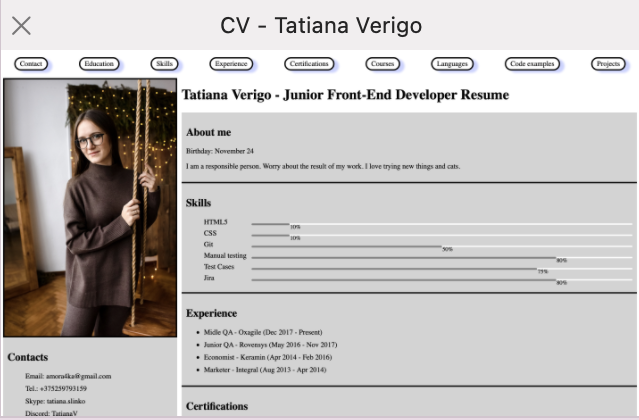 CV - Tatiana Verigo
Contact Education Skills Experience Certifications Courses Languages Code examples Projects
Tatiana Verigo - Junior Front-End Developer Resume
About me
Birthday: November 24
I am a responsible person. Worry about the result of my work. I love trying new things and cats.
Skills
HTML5 10%
CSS 10%
Git 50%
Manual testing 80%
Test Cases 75%
Jira 80%
Experience
Midle QA - Oxagile (Dec 2017 - Present)
Junior QA - Rovensys (May 2016 - Nov 2017)
Economist - Keramin (Apr 2014 - Feb 2016)
Marketer - Integral (Aug 2013 - Apr 2014)
Certifications
Contacts
Email: amora4ka@gmail.com
Tel.: +375259793159
Skype: tatiana.slinko
Discord: TatianaV